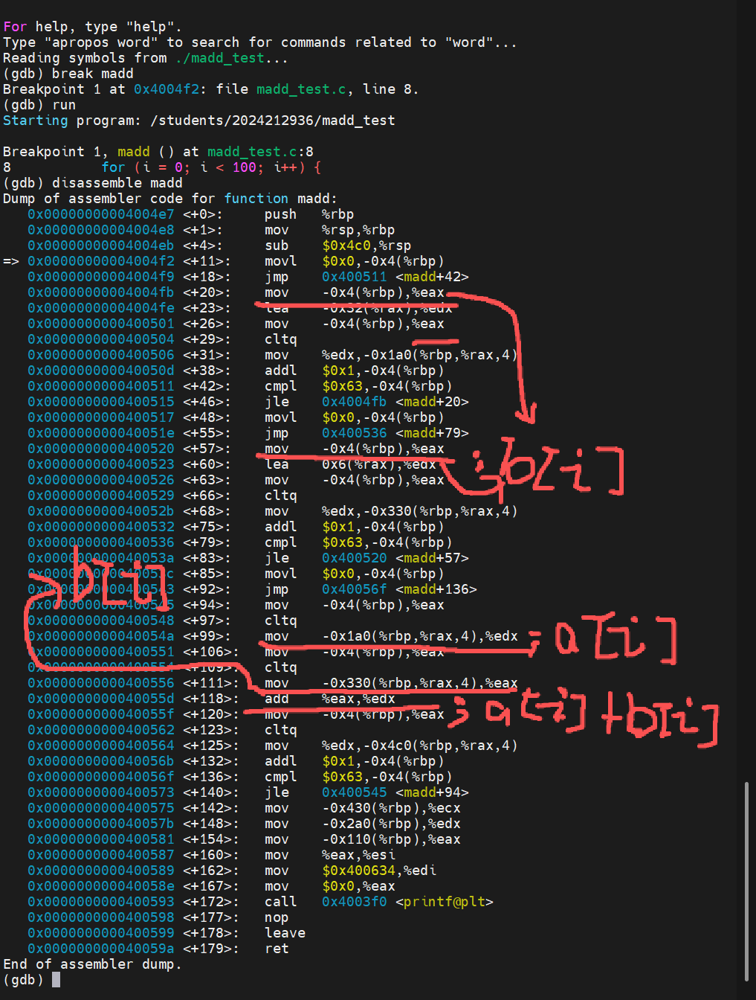 For help, type "help".
Type "apropos word" to search for commands related to "word"...
Reading symbols from ./madd_test...
(gdb) break madd
Breakpoint 1 at 0x4004f2: file madd_test.c, line 8.
(gdb) run
Starting program: /students/2024212936/madd_test
Breakpoint 1, madd () at madd_test.c:8
8 for (i = 0; i < 100; i++) {
(gdb) disassemble madd
Dump of assembler code for function madd:
0x00000000004004e7 <+0>: push %rbp
0x00000000004004e8 <+1>: mov %rsp,%rbp
0x00000000004004eb <+4>: sub $0x4c0,%rsp
=> 0x00000000004004f2 <+11>: movl $0x0,-0x4(%rbp)
0x00000000004004f9 <+18>: jmp 0x400511 <madd+42>
0x00000000004004fb <+20>: mov -0x4(%rbp),%eax
0x00000000004004fe <+23>: lea -0x32(%rax),%edx
0x0000000000400501 <+26>: mov -0x4(%rbp),%eax
0x0000000000400504 <+29>: cltq
0x0000000000400506 <+31>: mov %edx,-0x1a0(%rbp,%rax,4)
0x000000000040050d <+38>: addl $0x1,-0x4(%rbp)
0x0000000000400511 <+42>: cmpl $0x63,-0x4(%rbp)
0x0000000000400515 <+46>: jle 0x4004fb <madd+20>
0x0000000000400517 <+48>: movl $0x0,-0x4(%rbp)
0x000000000040051e <+55>: jmp 0x400536 <madd+79>
0x0000000000400520 <+57>: mov -0x4(%rbp),%eax
0x0000000000400523 <+60>: lea 0x6(%rax),%edx ;b[i]
0x0000000000400526 <+63>: mov -0x4(%rbp),%eax
0x0000000000400529 <+66>: cltq
0x000000000040052b <+68>: mov %edx,-0x330(%rbp,%rax,4)
0x0000000000400532 <+75>: addl $0x1,-0x4(%rbp)
0x0000000000400536 <+79>: cmpl $0x63,-0x4(%rbp)
0x000000000040053a <+83>: jle 0x400520 <madd+57>
0x000000000040053c <+85>: movl $0x0,-0x4(%rbp)
b[i]
0x0000000000400543 <+92>: jmp 0x40056f <madd+136>
0x0000000000400545 <+94>: mov -0x4(%rbp),%eax
0x0000000000400548 <+97>: cltq
0x000000000040054a <+99>: mov -0x1a0(%rbp,%rax,4),%edx ;a[i]
0x0000000000400551 <+106>: mov -0x4(%rbp),%eax
0x0000000000400554 <+109>: cltq
0x0000000000400556 <+111>: mov -0x330(%rbp,%rax,4),%eax
0x000000000040055d <+118>: add %eax,%edx ;a[i]+b[i]
0x000000000040055f <+120>: mov -0x4(%rbp),%eax
0x0000000000400562 <+123>: cltq
0x0000000000400564 <+125>: mov %edx,-0x4c0(%rbp,%rax,4)
0x000000000040056b <+132>: addl $0x1,-0x4(%rbp)
0x000000000040056f <+136>: cmpl $0x63,-0x4(%rbp)
0x0000000000400573 <+140>: jle 0x400545 <madd+94>
0x0000000000400575 <+142>: mov -0x430(%rbp),%ecx
0x000000000040057b <+148>: mov -0x2a0(%rbp),%edx
0x0000000000400581 <+154>: mov -0x110(%rbp),%eax
0x0000000000400587 <+160>: mov %eax,%esi
0x0000000000400589 <+162>: mov $0x400634,%edi
0x000000000040058e <+167>: mov $0x0,%eax
0x0000000000400593 <+172>: call 0x4003f0 <printf@plt>
0x0000000000400598 <+177>: nop
0x0000000000400599 <+178>: leave
0x000000000040059a <+179>: ret
End of assembler dump.
(gdb)